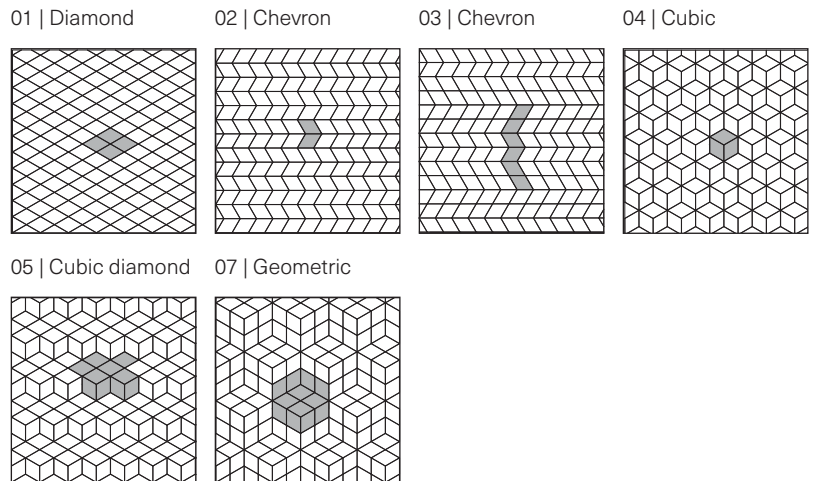 01 | Diamond
02 | Chevron
03 | Chevron
04 | Cubic
05 | Cubic diamond
07 | Geometric